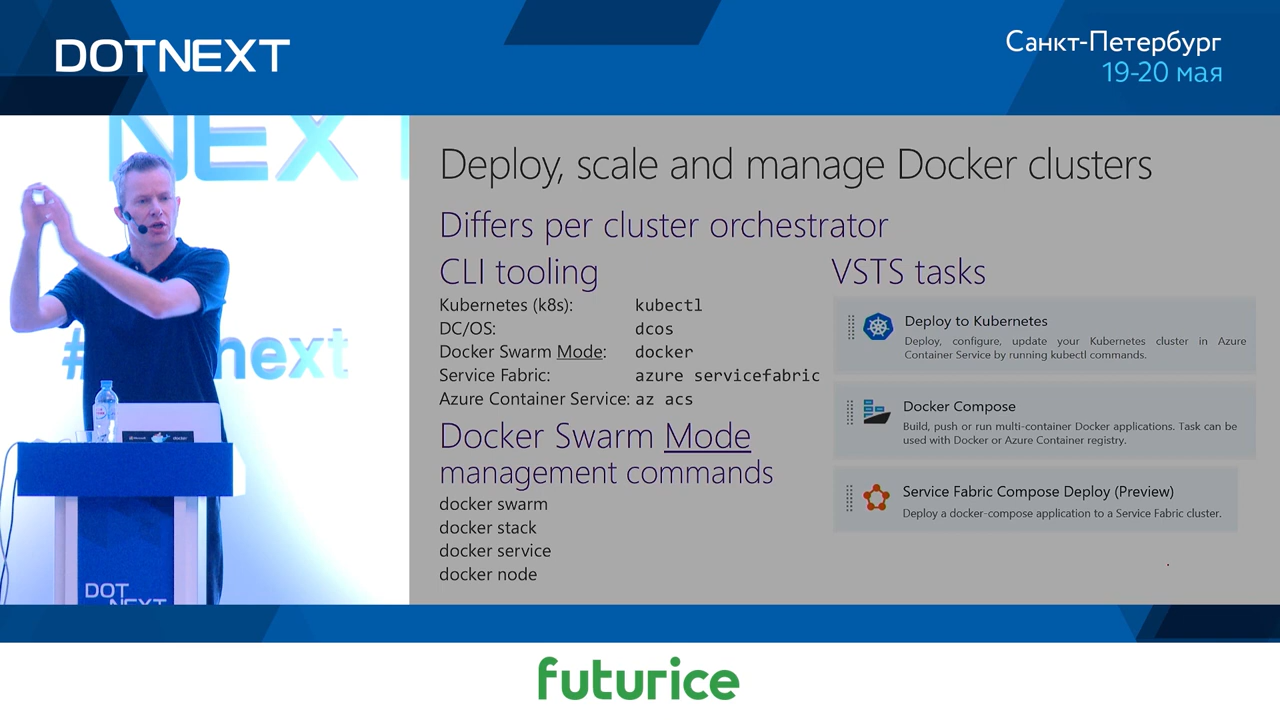 DOTNEXT
Санкт-Петербург
19-20 мая
NEXT
#
next
DOT
NEXT
Deploy, scale and manage Docker clusters
Differs per cluster orchestrator
CLI tooling
Kubernetes (k8s): kubectl
DC/OS: dcos
Docker Swarm Mode: docker
Service Fabric: azure servicefabric
Azure Container Service: az acs
Docker Swarm Mode
management commands
docker swarm
docker stack
docker service
docker node
VSTS tasks
Deploy to Kubernetes
Deploy, configure, update your Kubernetes cluster in Azure
Container Service by running kubectl commands.
Docker Compose
Build, push or run multi-container Docker applications. Task can be
used with Docker or Azure Container registry.
Service Fabric Compose Deploy (Preview)
Deploy a docker-compose application to a Service Fabric cluster.
futurice